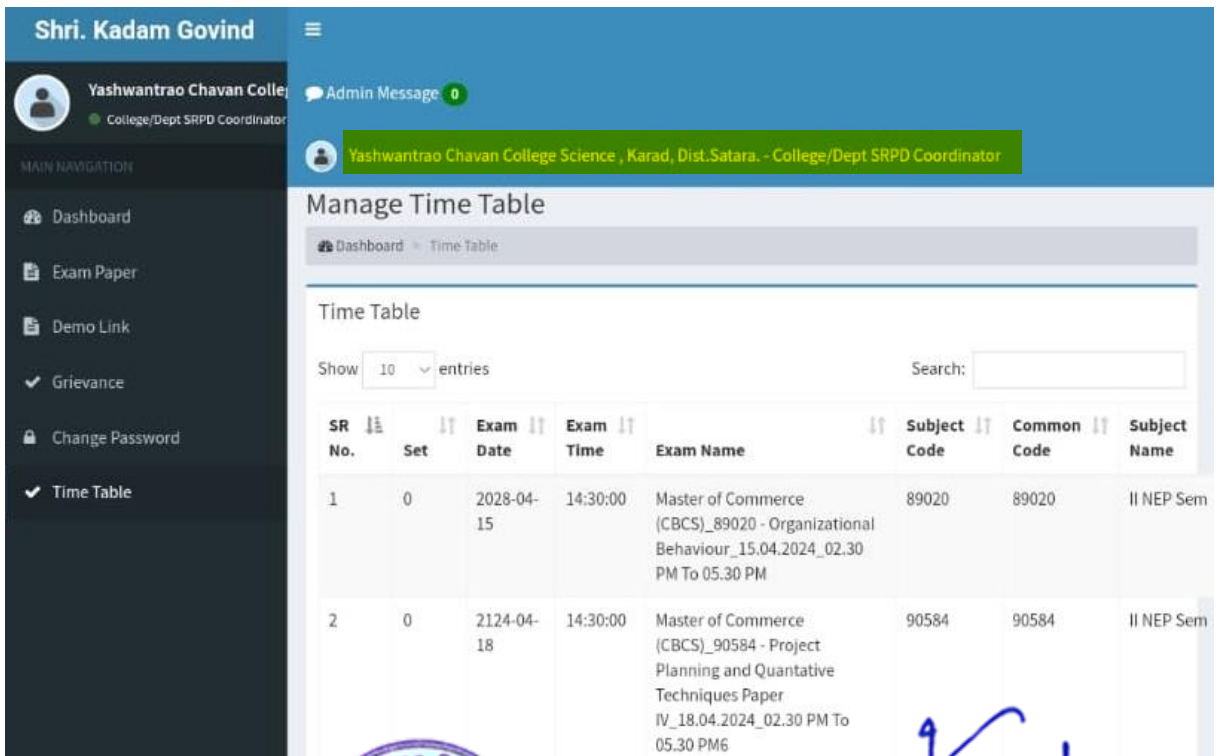 Shri. Kadam Govind
Yashwantrao Chavan Colle
College/Dept SRPD Coordinator
MAIN NAVIGATION
Dashboard
Exam Paper
Demo Link
Grievance
Change Password
Time Table
Admin Message 0
Yashwantrao Chavan College Science , Karad, Dist.Satara. - College/Dept SRPD Coordinator
Manage Time Table
Dashboard > Time Table
Time Table
Show 10 entries Search:
SR No. Set Exam Date Exam Time Exam Name Subject Code Common Code Subject Name
1 0 2028-04- 14:30:00 Master of Commerce 89020 89020 II NEP Sem
15 (CBCS)_89020 - Organizational
Behaviour_15.04.2024_02.30
PM To 05.30 PM
2 0 2124-04- 14:30:00 Master of Commerce 90584 90584 II NEP Sem
18 (CBCS)_90584 - Project
Planning and Quantative
Techniques Paper
IV_18.04.2024_02.30 PM To
05.30 PM6